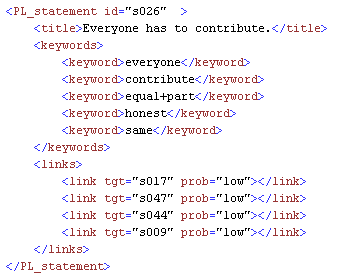 <PL_statement id="s026"  >
<title>Everyone has to contribute.</title>
<keywords>
<keyword>everyone</keyword>
<keyword>contribute</keyword>
<keyword>equal+part</keyword>
<keyword>honest</keyword>
<keyword>same</keyword>
</keywords>
<links>
<link tgt="s017" prob="low"></link>
<link tgt="s047" prob="low"></link>
<link tgt="s044" prob="low"></link>
<link tgt="s009" prob="low"></link>
</links>
</PL_statement>